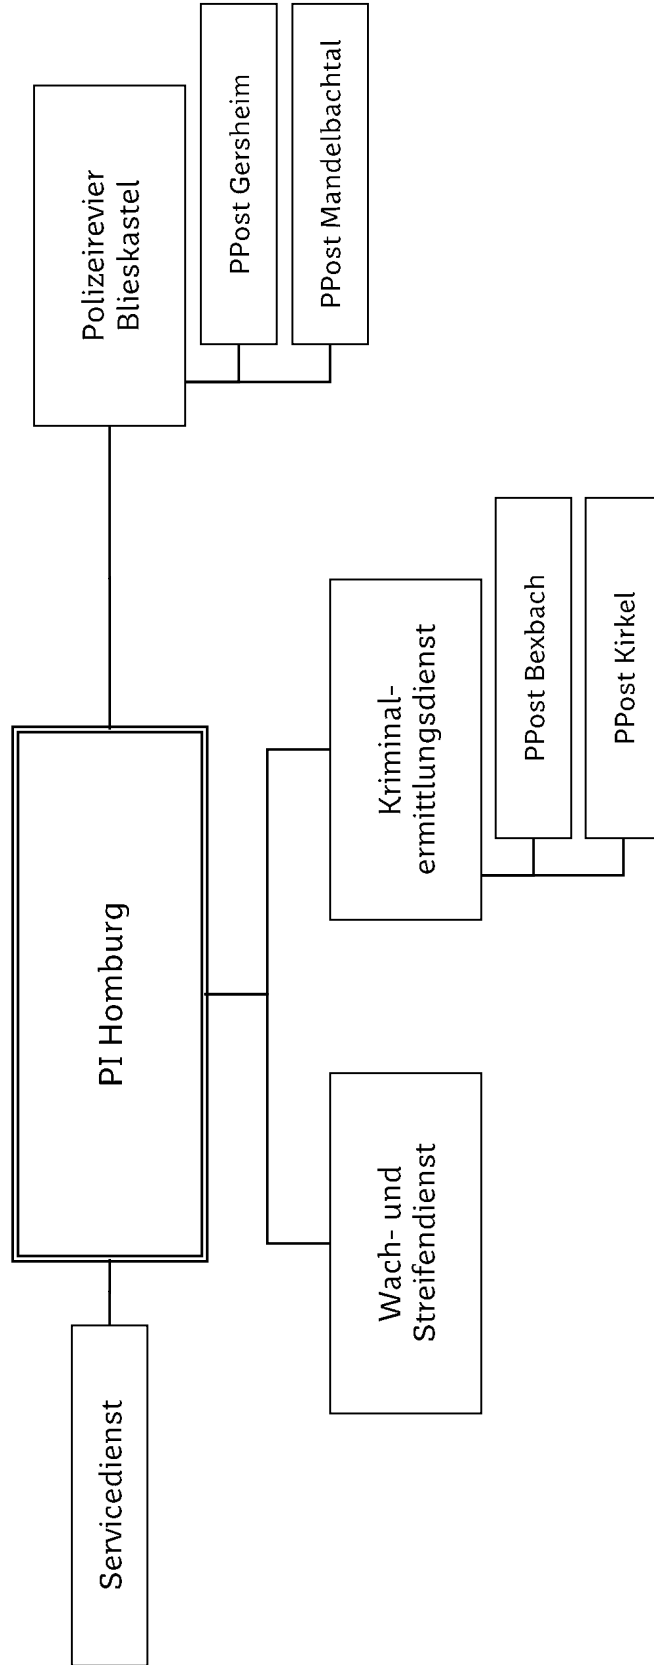 Servicedienst
PI Homburg
Polizeirevier
Blieskastel
PPost Gersheim
PPost Mandelbachtal
Wach- und
Streifendienst
Kriminal-
ermittlungsdienst
PPost Bexbach
PPost Kirkel